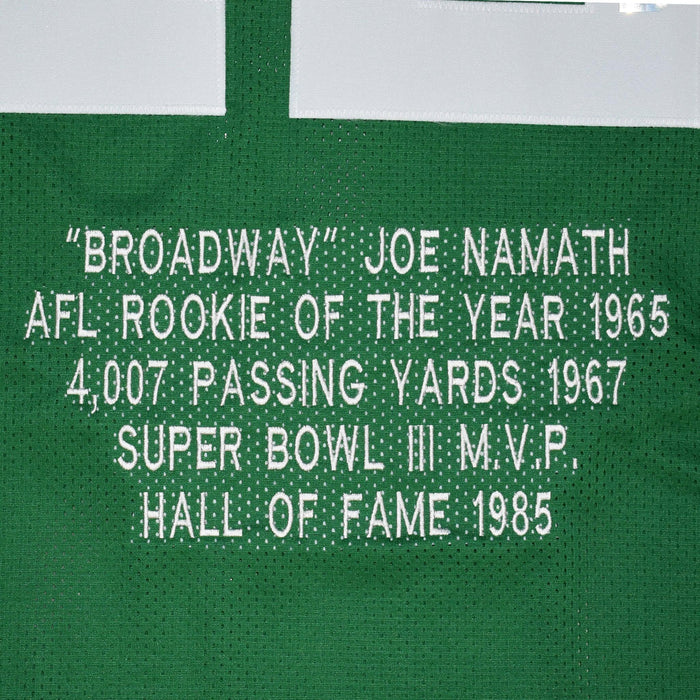 “BROADWAY” JOE NAMATH
AFL ROOKIE OF THE YEAR 1965
4,007 PASSING YARDS 1967
SUPER BOWL III M.V.P.
HALL OF FAME 1985